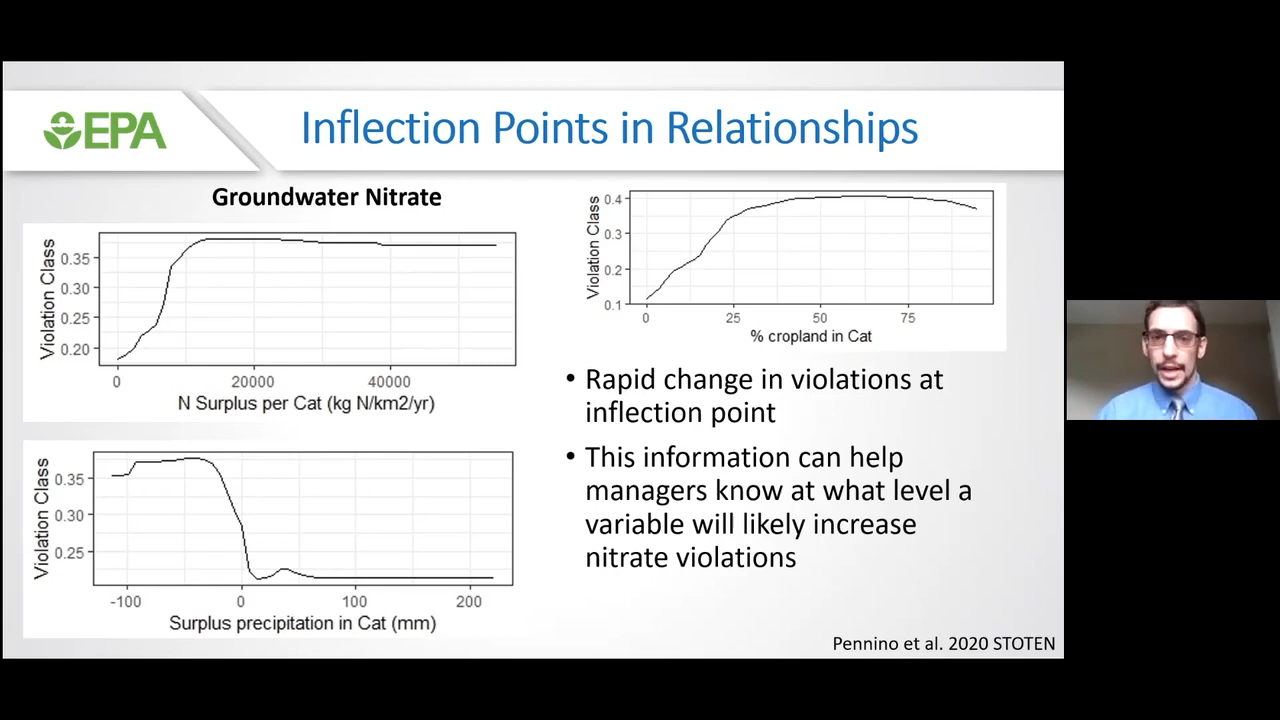 EPA
Inflection Points in Relationships
Groundwater Nitrate
Violation Class
0.35
0.30
0.25
0.20
0
20000
40000
N Surplus per Cat (kg N/km2/yr)
Violation Class
0.35
0.30
0.25
-100
0
100
200
Surplus precipitation in Cat (mm)
Violation Class
0.4
0.3
0.2
0.1
0
25
50
75
% cropland in Cat
• Rapid change in violations at
inflection point
• This information can help
managers know at what level a
variable will likely increase
nitrate violations
Pennino et al. 2020 STOTEN